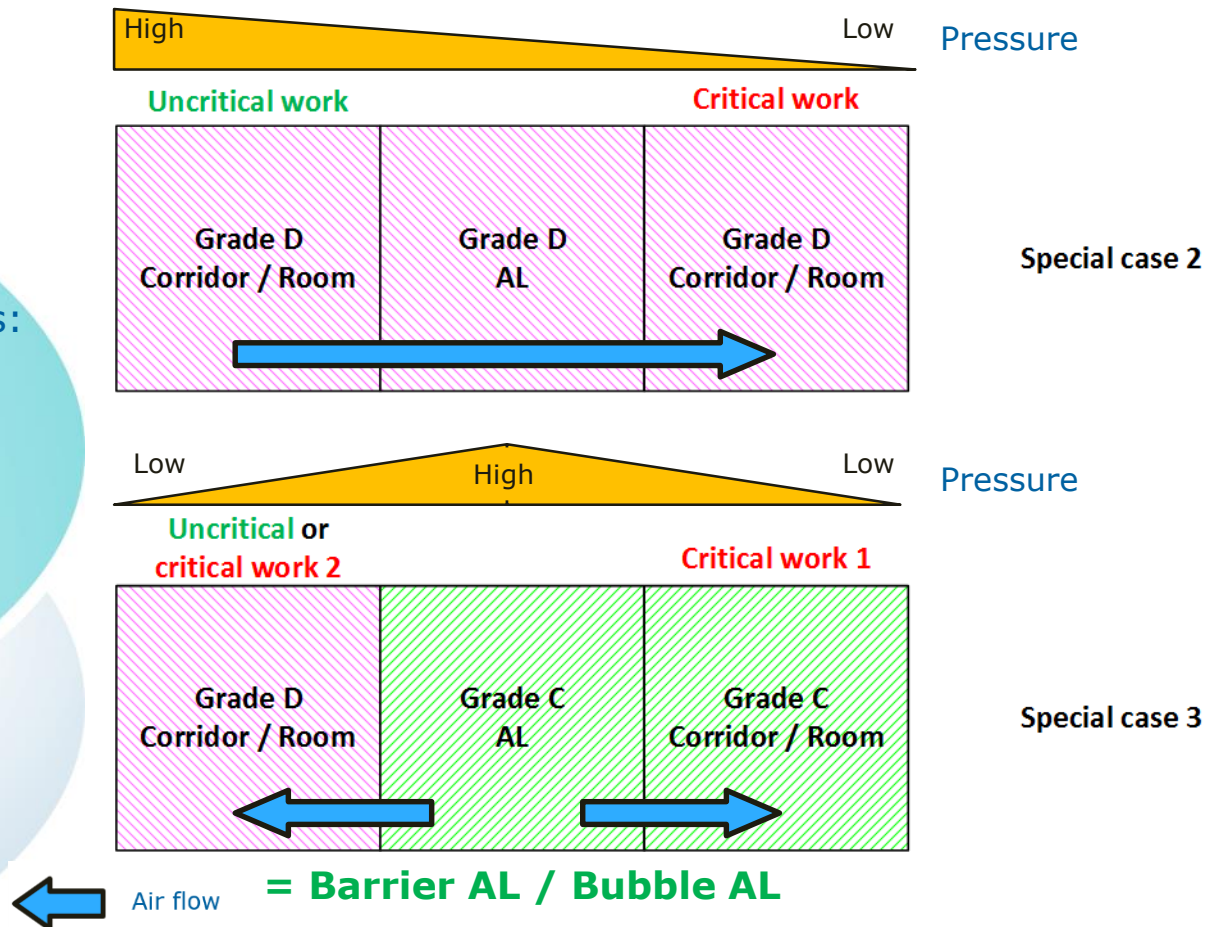 High
Low
Pressure
Uncritical work
Critical work
Grade D
Corridor / Room
Grade D
AL
Grade D
Corridor / Room
Special case 2
s:
Low
High
Low
Pressure
Uncritical or
critical work 2
Critical work 1
Grade D
Corridor / Room
Grade C
AL
Grade C
Corridor / Room
Special case 3
Air flow
= Barrier AL / Bubble AL